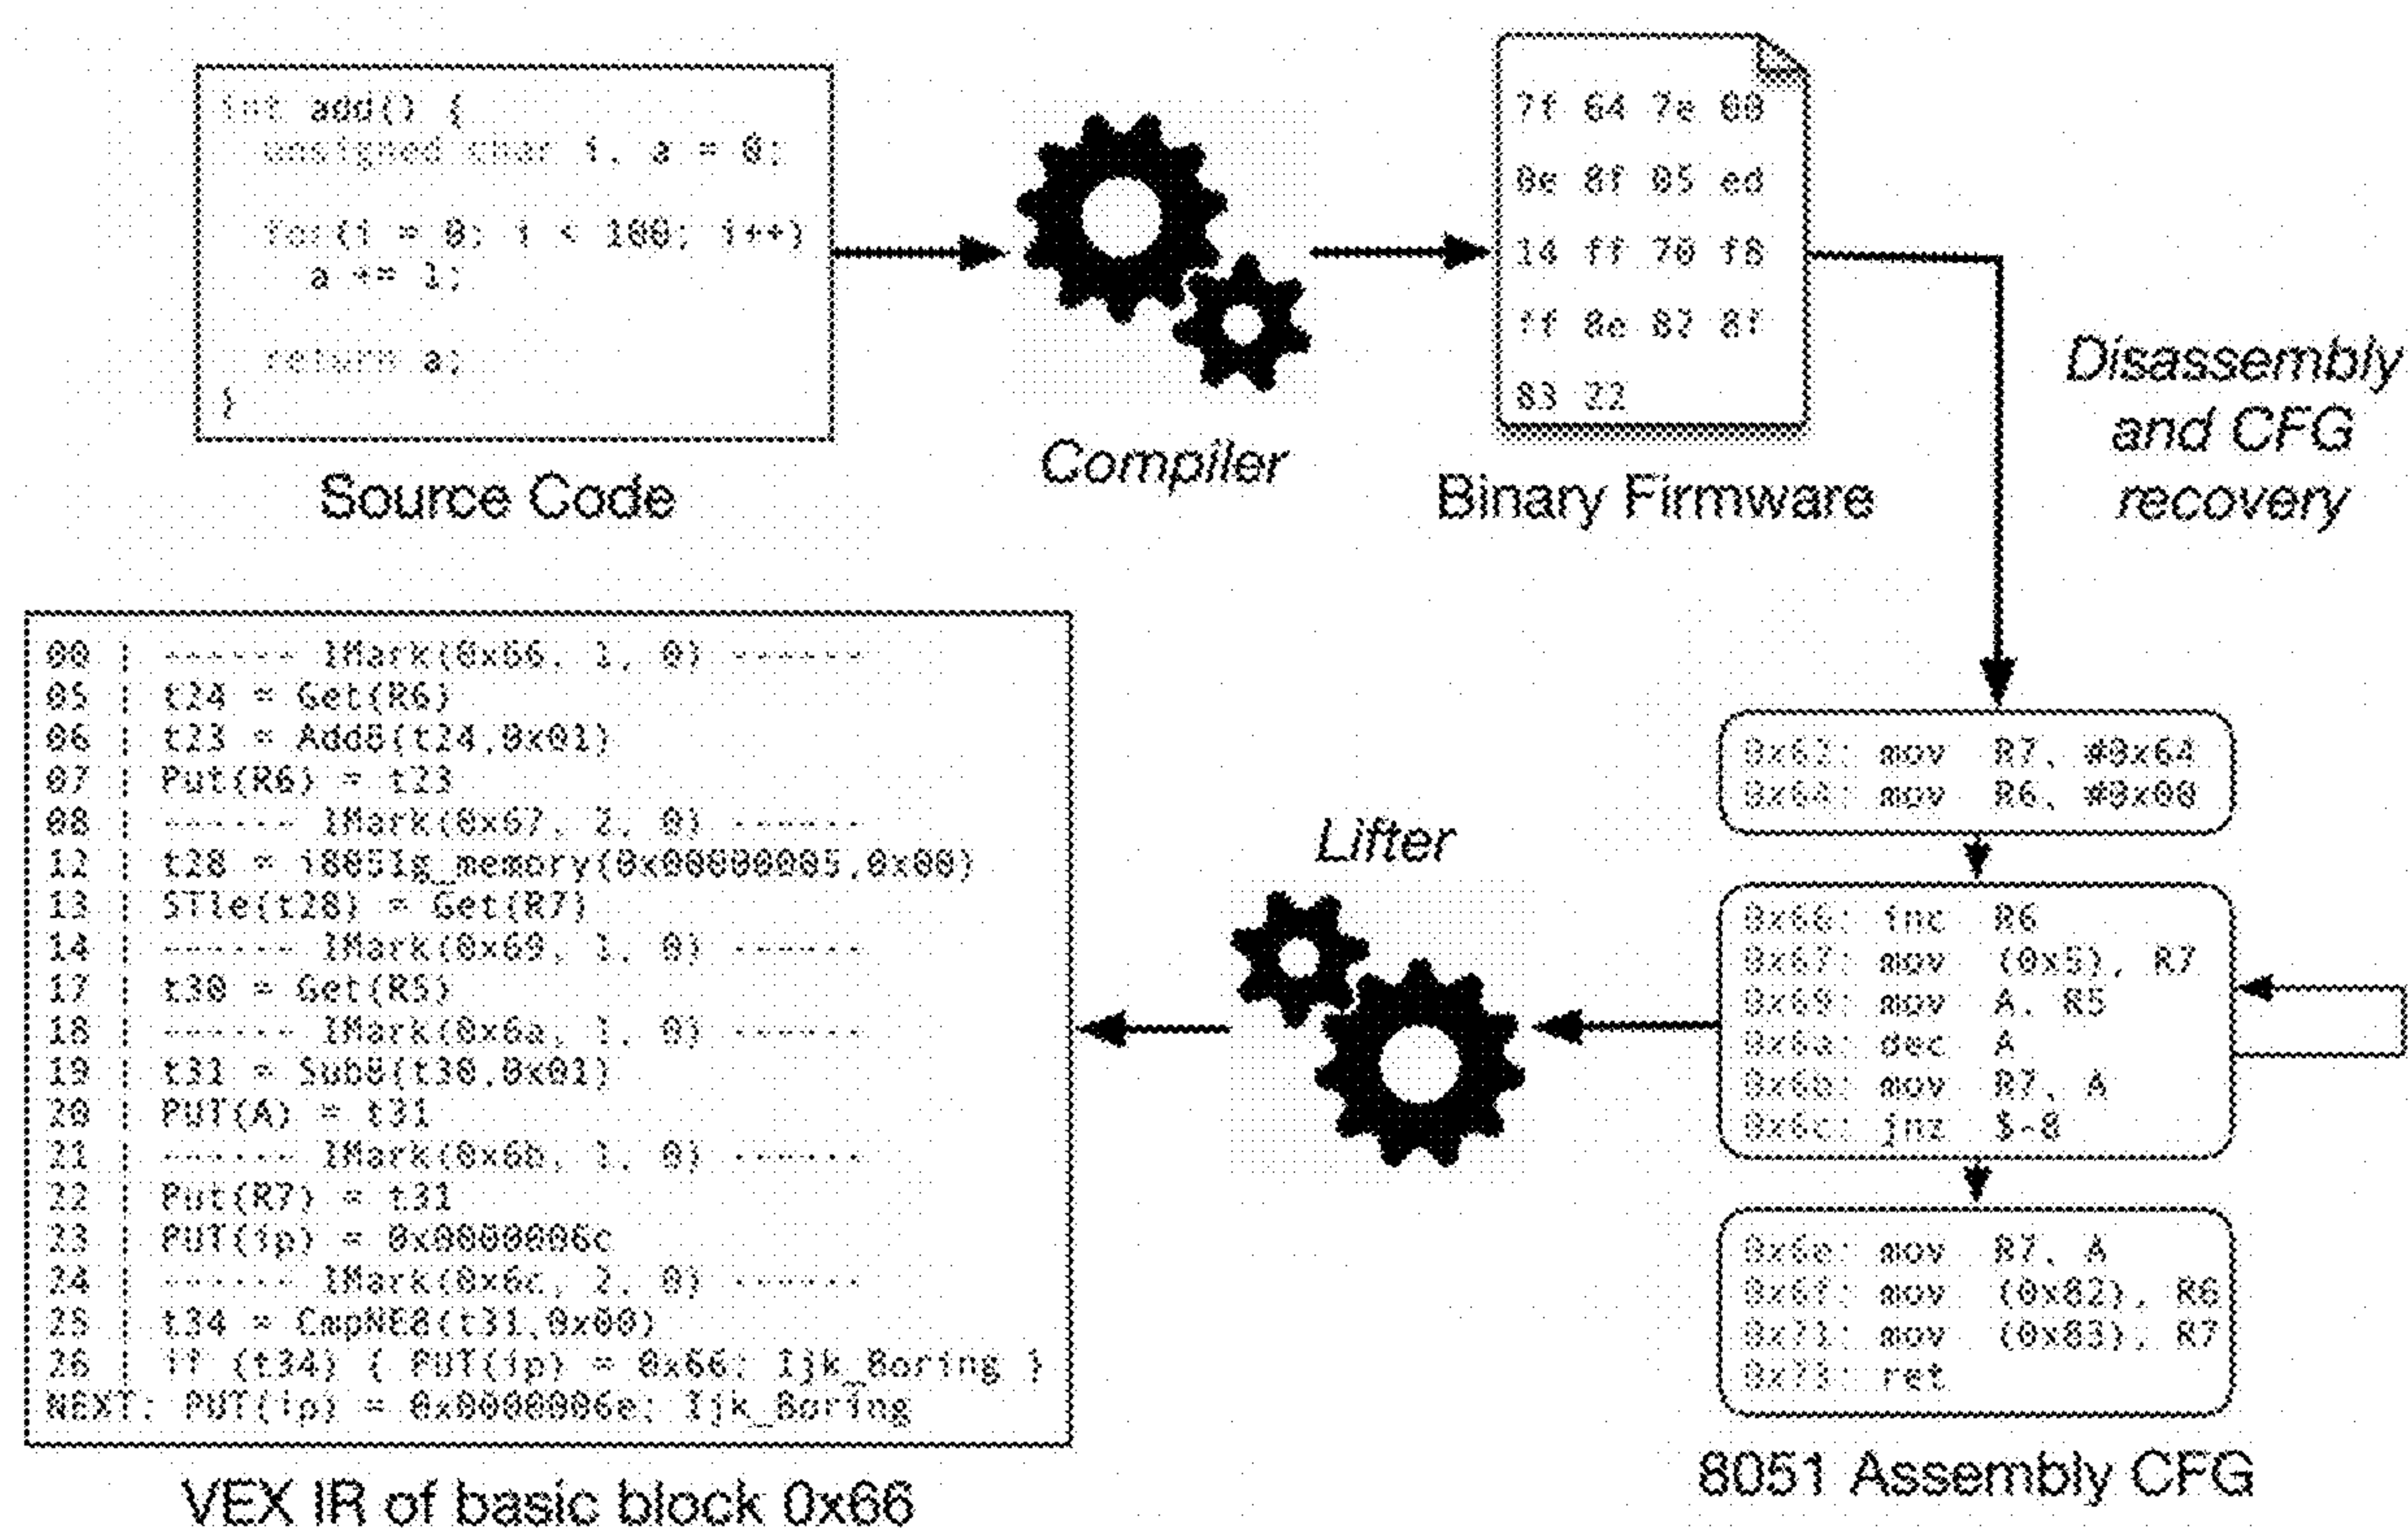 int add() {
unsigned char i, a = 0;
for(i = 0; i < 100; i++)
a += 1;
return a;
}
Source Code
Compiler
7f 64 7e 00
0e 8f 05 ed
14 ff 70 f8
ff 8e 82 8f
83 22
Binary Firmware
Disassembly
and CFG
recovery
0x62: mov R7, #0x64
0x64: mov R6, #0x00
0x66: inc R6
0x67: mov (0x5), R7
0x69: mov A, R5
0x6a: dec A
0x6b: mov R7, A
0x6c: jnz $-8
0x6e: mov R7, A
0x6f: mov (0x82), R6
0x71: mov (0x83), R7
0x73: ret
8051 Assembly CFG
Lifter
00 | ------ IMark(0x66, 1, 0) ------
05 | t24 = Get(R6)
06 | t23 = Add8(t24,0x01)
07 | Put(R6) = t23
08 | ------ IMark(0x67, 2, 0) ------
12 | t28 = i8051g_memory(0x00000005,0x00)
13 | STle(t28) = Get(R7)
14 | ------ IMark(0x69, 1, 0) ------
17 | t30 = Get(R5)
18 | ------ IMark(0x6a, 1, 0) ------
19 | t31 = Sub8(t30,0x01)
20 | PUT(A) = t31
21 | ------ IMark(0x6b, 1, 0) ------
22 | Put(R7) = t31
23 | PUT(ip) = 0x0000006c
24 | ------ IMark(0x6c, 2, 0) ------
25 | t34 = CmpNE8(t31,0x00)
26 | if (t34) { PUT(ip) = 0x66; Ijk_Boring }
NEXT: PUT(ip) = 0x0000006e; Ijk_Boring
VEX IR of basic block 0x66